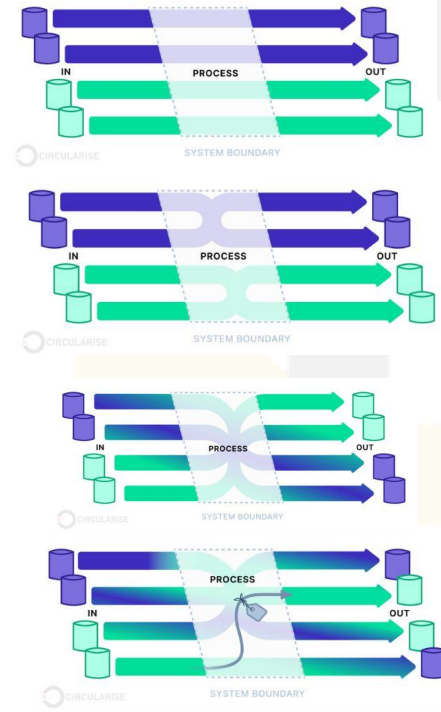 IN
PROCESS
OUT
CIRCULARISE
SYSTEM BOUNDARY
IN
PROCESS
OUT
CIRCULARISE
SYSTEM BOUNDARY
IN
PROCESS
OUT
CIRCULARISE
SYSTEM BOUNDARY
PROCESS
IN
OUT
CIRCULARISE
SYSTEM BOUNDARY